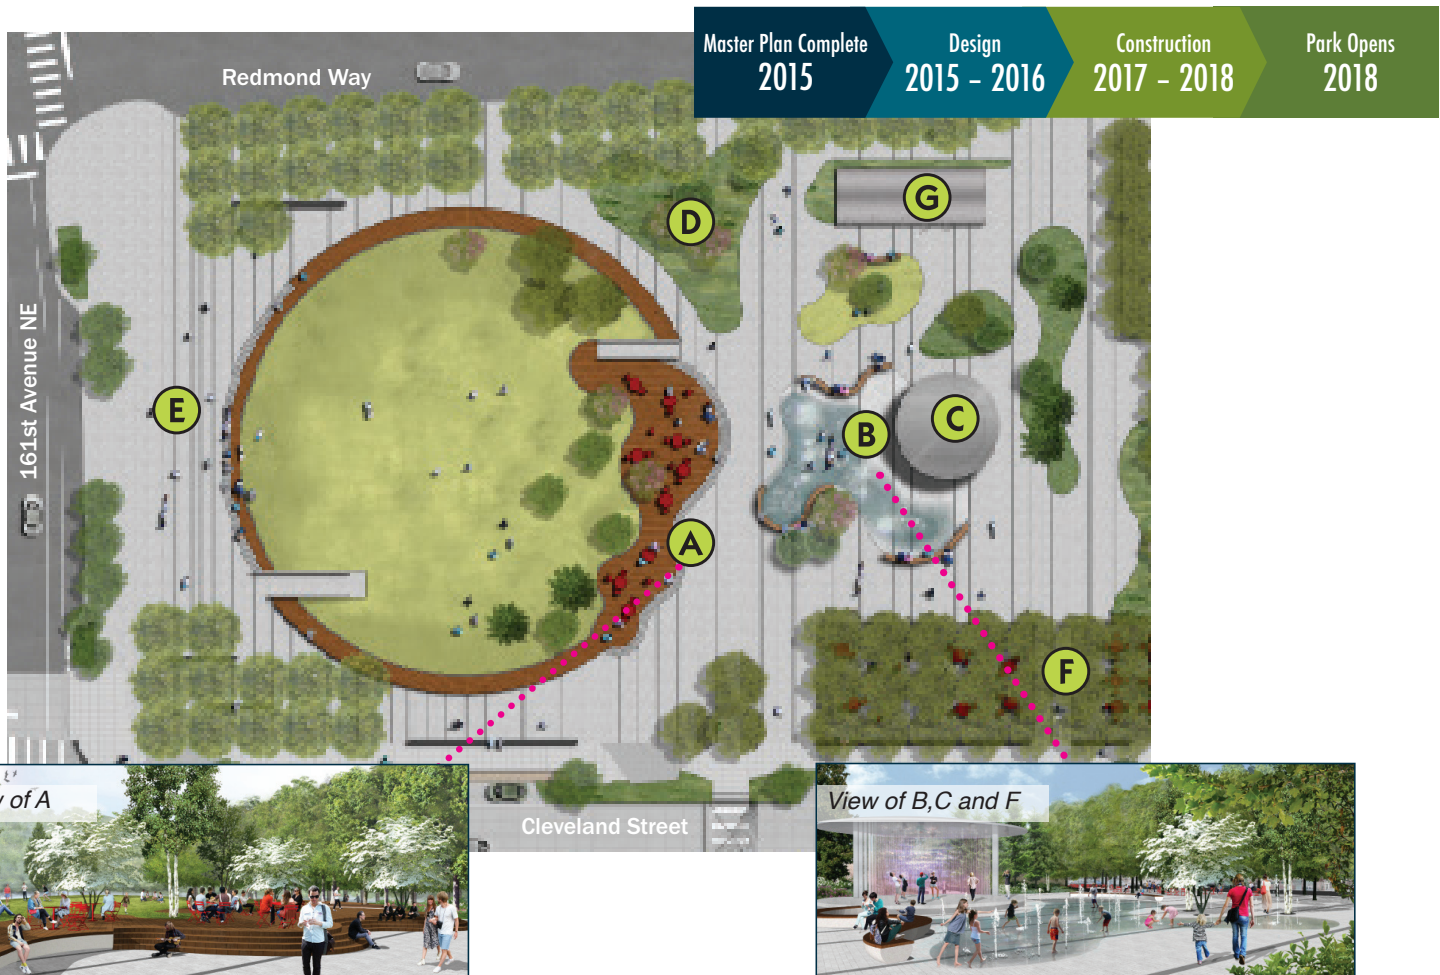 Master Plan Complete
2015
Design
2015 – 2016
Construction
2017 – 2018
Park Opens
2018
Redmond Way
G
D
161st Avenue NE
E
C
B
A
F
of A
View of B,C and F
Cleveland Street